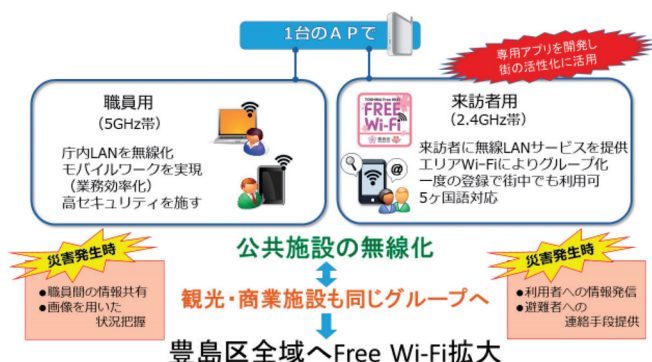 1台のAPで
専用アプリを開発し
街の活性化に活用
職員用
（5GHz帯）
庁内LANを無線化
モバイルワークを実現
（業務効率化）
高セキュリティを施す
TOSHIMA Free Wi-Fi
FREE
Wi-Fi
豊島区
来訪者用
（2.4GHz帯）
来訪者に無線LANサービスを提供
エリアWi-Fiによりグループ化
一度の登録で街中でも利用可
5ヶ国語対応
@
災害発生時
●職員間の情報共有
●画像を用いた
状況把握
公共施設の無線化
観光・商業施設も同じグループへ
豊島区全域へFree Wi-Fi拡大
災害発生時
●利用者への情報発信
●避難者への
連絡手段提供